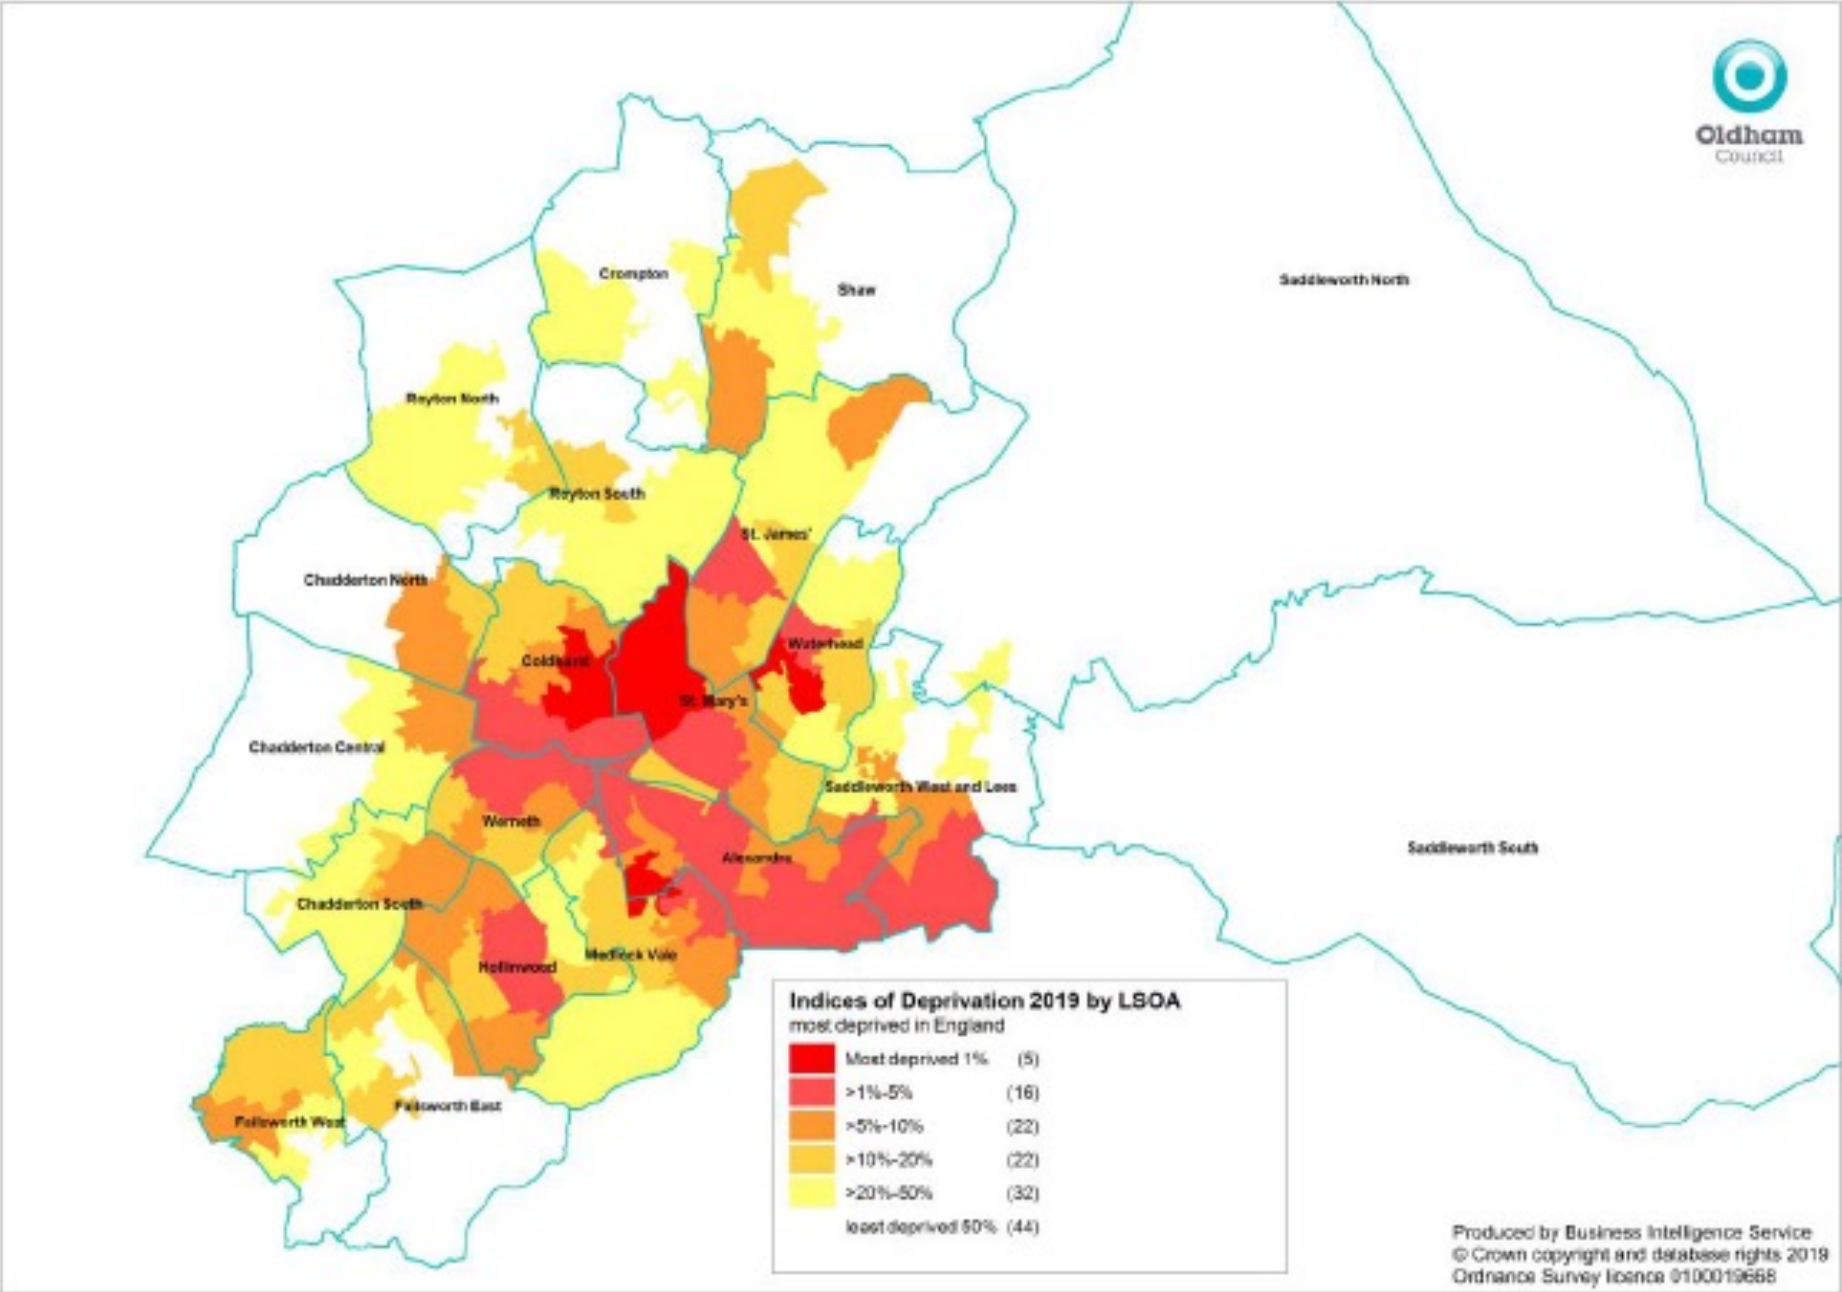 Oldham
Council
Crompton
Shaw
Saddleworth North
Royton North
Royton South
St. James'
Chadderton North
Waterhead
Coldhurst
St. Mary's
Chadderton Central
Saddleworth West and Lees
Werneth
Alexandra
Saddleworth South
Chadderton South
Medlock Vale
Hollinwood
Failsworth East
Failsworth West
Indices of Deprivation 2019 by LSOA
most deprived in England
Most deprived 1% (5)
>1%-5% (16)
>5%-10% (22)
>10%-20% (22)
>20%-50% (32)
least deprived 50% (44)
Produced by Business Intelligence Service
© Crown copyright and database rights 2019
Ordnance Survey licence 0100019668